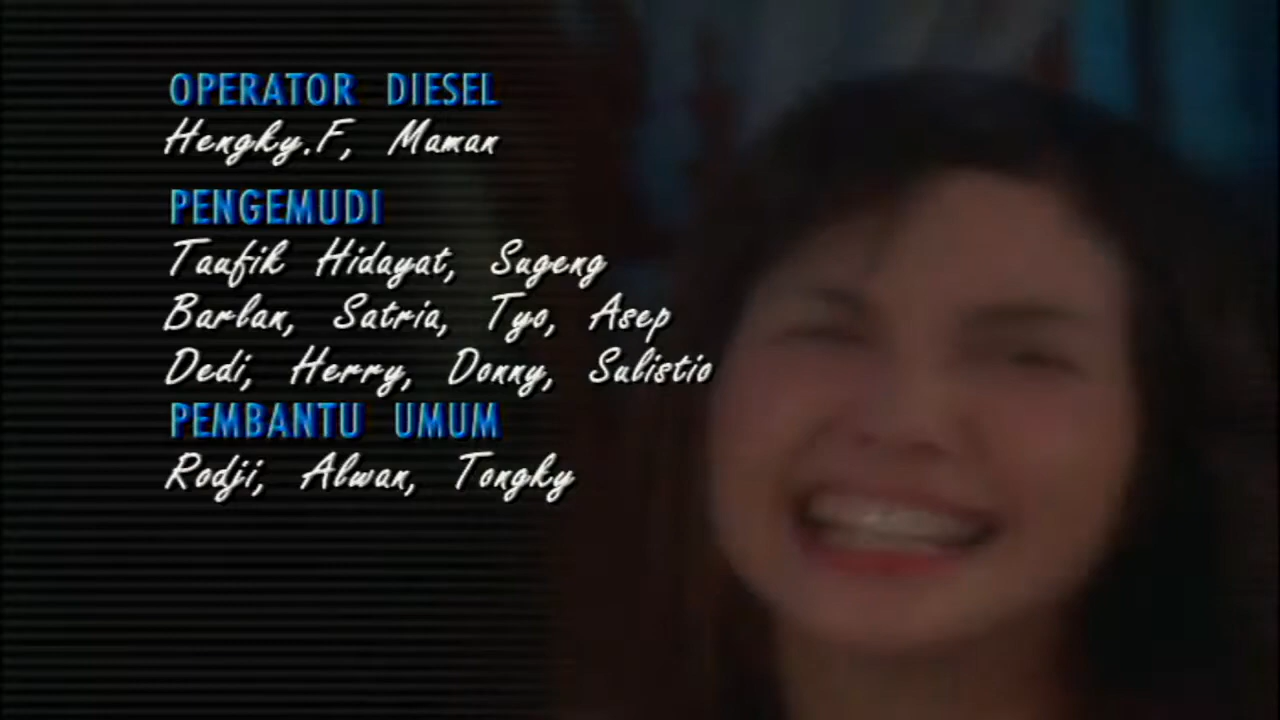 OPERATOR DIESEL
Hengky.F, Maman
PENGEMUDI
Taufik Hidayat, Sugeng
Barlan, Satria, Tyo, Asep
Dedi, Herry, Donny, Sulistio
PEMBANTU UMUM
Rodji, Alwan, Tongky